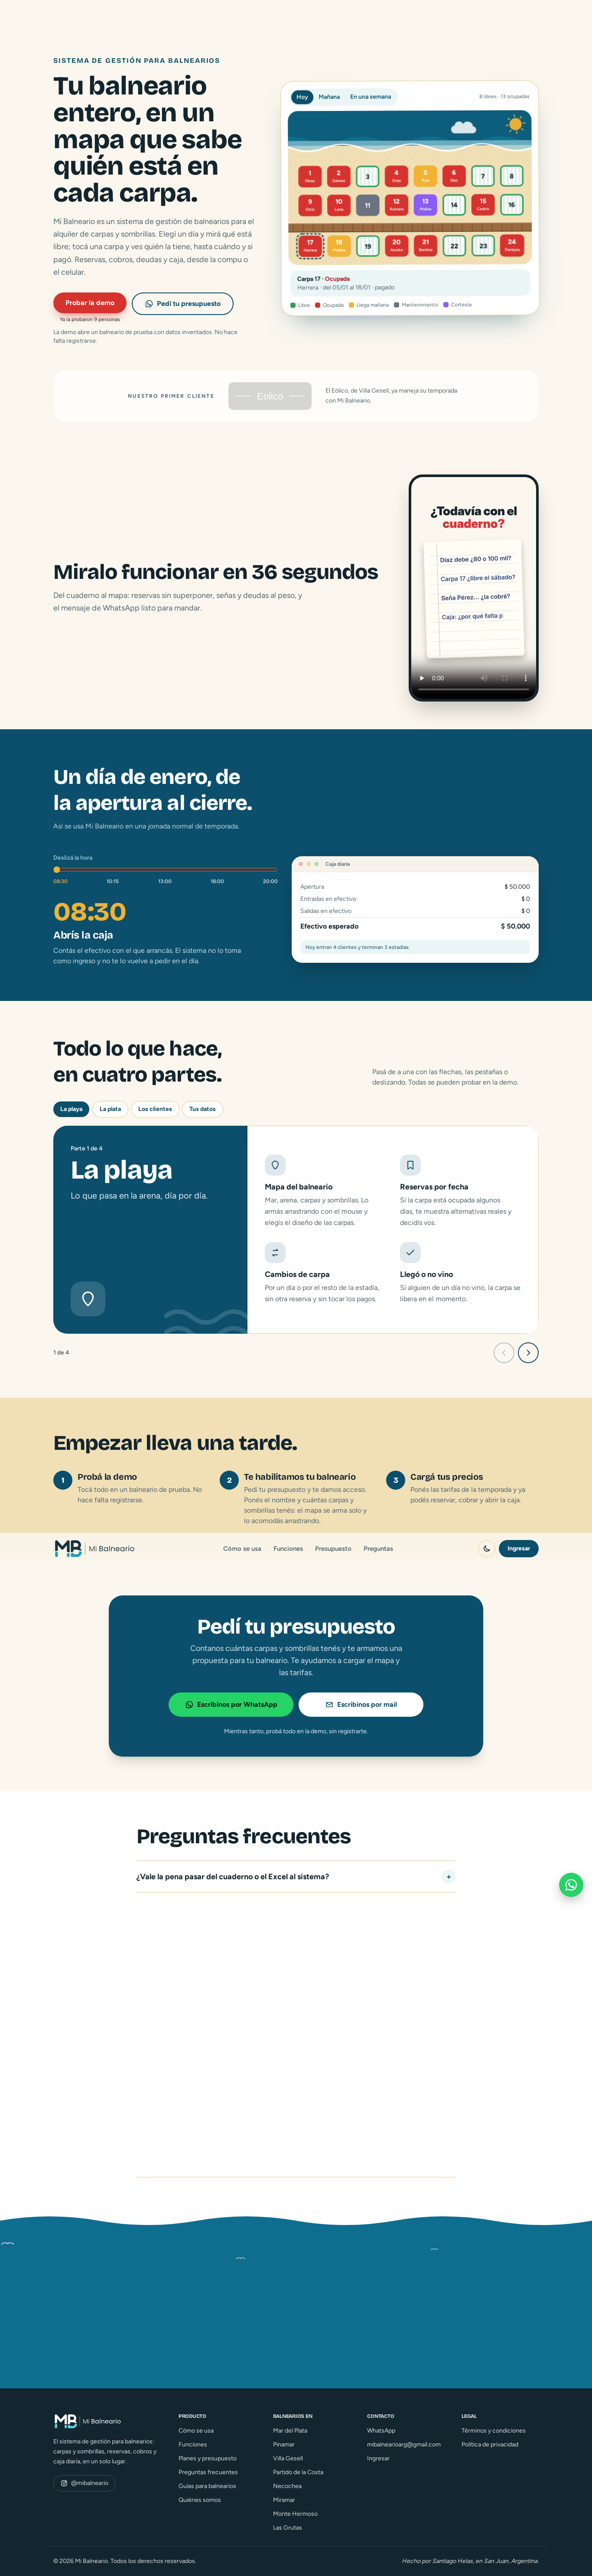 SISTEMA DE GESTIÓN PARA BALNEARIOS
Tu balneario
entero, en un
mapa que sabe
quién está en
cada carpa.
Mi Balneario es un sistema de gestión de balnearios para el
alquiler de carpas y sombrillas. Elegí un día y mirá qué está
libre; tocá una carpa y ves quién la tiene, hasta cuándo y si
pagó. Reservas, cobros, deudas y caja, desde la compu o
el celular.
Probar la demo
Pedí tu presupuesto
Ya la probaron 9 personas
La demo abre un balneario de prueba con datos inventados. No hace
falta registrarse.
Hoy
Mañana
En una semana
8 libres · 13 ocupadas
1
2
3
4
5
6
7
8
9
10
11
12
13
14
15
16
17
18
19
20
21
22
23
24
Carpa 17 · Ocupada
Herrera · del 05/01 al 18/01 · pagado
Libre
Ocupada
Llega mañana
Mantenimiento
Cortesía
NUESTRO PRIMER CLIENTE
Eolico
El Eólico, de Villa Gesell, ya maneja su temporada
con Mi Balneario.
Miralo funcionar en 36 segundos
Del cuaderno al mapa: reservas sin superponer, señas y deudas al peso, y
el mensaje de WhatsApp listo para mandar.
¿Todavía con el
cuaderno?
Díaz debe ¿80 o 100 mil?
Carpa 17 ¿libre el sábado?
Seña Pérez... ¿la cobré?
Caja: ¿por qué falta p
0:00
Un día de enero, de
la apertura al cierre.
Así se usa Mi Balneario en una jornada normal de temporada.
Deslizá la hora
08:30
10:15
13:00
18:00
20:00
08:30
Abrís la caja
Contás el efectivo con el que arrancás. El sistema no lo toma
como ingreso y no te lo vuelve a pedir en el día.
Caja diaria
Apertura $ 50.000
Entradas en efectivo $ 0
Salidas en efectivo $ 0
Efectivo esperado $ 50.000
Hoy entran 4 clientes y terminan 3 estadías.
Todo lo que hace,
en cuatro partes.
Pasá de a una con las flechas, las pestañas o
deslizando. Todas se pueden probar en la demo.
La playa
La plata
Los clientes
Tus datos
Parte 1 de 4
La playa
Lo que pasa en la arena, día por día.
Mapa del balneario
Mar, arena, carpas y sombrillas. Lo
armás arrastrando con el mouse y
elegís el diseño de las carpas.
Reservas por fecha
Si la carpa está ocupada algunos
días, te muestra alternativas reales y
decidís vos.
Cambios de carpa
Por un día o por el resto de la estadía,
sin otra reserva y sin tocar los pagos.
Llegó o no vino
Si alguien de un día no vino, la carpa se
libera en el momento.
1 de 4
Empezar lleva una tarde.
1
Probá la demo
Tocá todo en un balneario de prueba. No
hace falta registrarse.
2
Te habilitamos tu balneario
Pedí tu presupuesto y te damos acceso.
Ponés el nombre y cuántas carpas y
sombrillas tenés: el mapa se arma solo y
lo acomodás arrastrando.
3
Cargá tus precios
Ponés las tarifas de la temporada y ya
podés reservar, cobrar y abrir la caja.
MB Mi Balneario
Cómo se usa
Funciones
Presupuesto
Preguntas
Ingresar
Pedí tu presupuesto
Contanos cuántas carpas y sombrillas tenés y te armamos una
propuesta para tu balneario. Te ayudamos a cargar el mapa y
las tarifas.
Escribinos por WhatsApp
Escribinos por mail
Mientras tanto, probá todo en la demo, sin registrarte.
Preguntas frecuentes
¿Vale la pena pasar del cuaderno o el Excel al sistema?
+
MB Mi Balneario
El sistema de gestión para balnearios:
carpas y sombrillas, reservas, cobros y
caja diaria, en un solo lugar.
@mibalneario
PRODUCTO
Cómo se usa
Funciones
Planes y presupuesto
Preguntas frecuentes
Guías para balnearios
Quiénes somos
BALNEARIOS EN
Mar del Plata
Pinamar
Villa Gesell
Partido de la Costa
Necochea
Miramar
Monte Hermoso
Las Grutas
CONTACTO
WhatsApp
mibalnearioarg@gmail.com
Ingresar
LEGAL
Términos y condiciones
Política de privacidad
© 2026 Mi Balneario. Todos los derechos reservados.
Hecho por Santiago Helas, en San Juan, Argentina